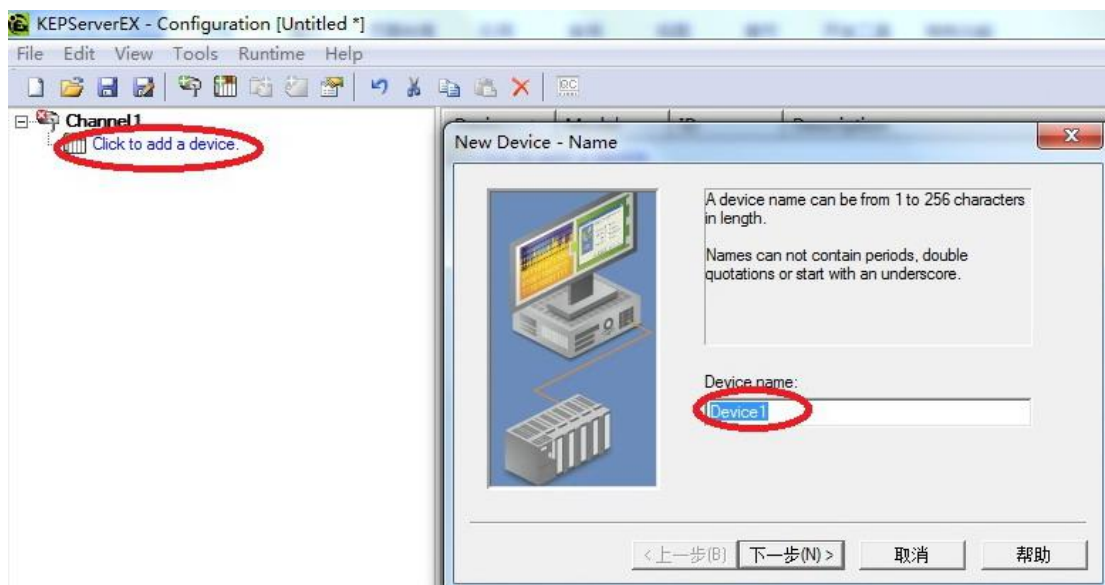 KEPServerEX - Configuration [Untitled *]
File Edit View Tools Runtime Help
Channel1
Click to add a device.
New Device - Name
A device name can be from 1 to 256 characters
in length.
Names can not contain periods, double
quotations or start with an underscore.
Device name:
Device1
<上一步(B)
下一步(N)>
取消
帮助